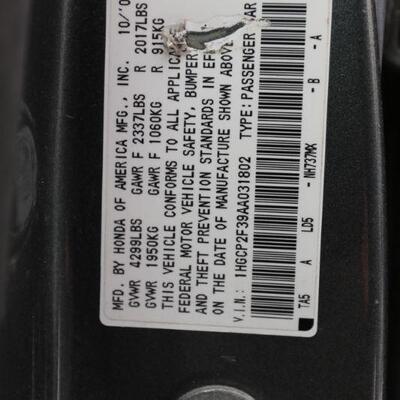 MFD. BY HONDA OF AMERICA MFG., INC. 10/'0
GVWR 4299LBS GAWR F 2337LBS R 2017LBS
GVWR 1950KG GAWR F 1060KG R 915KG
THIS VEHICLE CONFORMS TO ALL APPLICA
FEDERAL MOTOR VEHICLE SAFETY, BUMPER
AND THEFT PREVENTION STANDARDS IN EF
ON THE DATE OF MANUFACTURE SHOWN ABOVE
V.I.N.: 1HGCP2F39AA031802 TYPE: PASSENGER AR
TA5 A LD5 - NH737MX - B - A